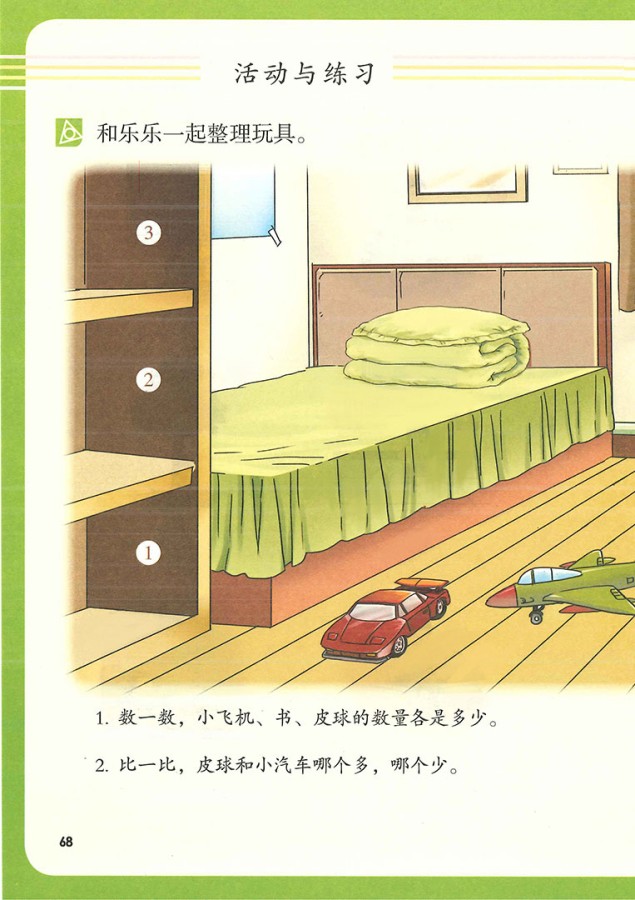 活动与练习
和乐乐一起整理玩具。
3
2
1
1. 数一数，小飞机、书、皮球的数量各是多少。
2. 比一比，皮球和小汽车哪个多，哪个少。
68